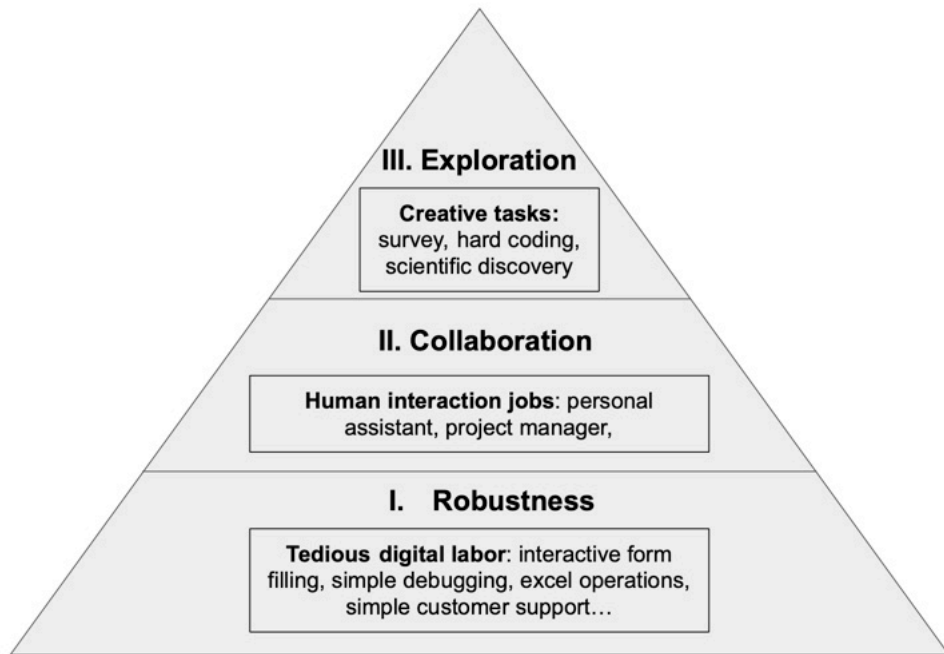 III. Exploration
Creative tasks:
survey, hard coding,
scientific discovery
II. Collaboration
Human interaction jobs: personal
assistant, project manager,
I. Robustness
Tedious digital labor: interactive form
filling, simple debugging, excel operations,
simple customer support…